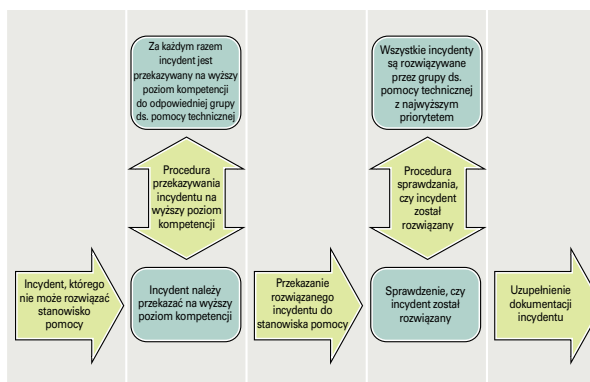 Za każdym razem
incydent jest
przekazywany na wyższy
poziom kompetencji
do odpowiedniej grupy
ds. pomocy technicznej
Wszystkie incydenty
są rozwiązywane
przez grupy ds.
pomocy technicznej
z najwyższym
priorytetem
Procedura
przekazywania
incydentu na
wyższy poziom
kompetencji
Procedura
sprawdzania,
czy incydent
został
rozwiązany
Incydent, którego
nie może rozwiązać
stanowisko
pomocy
Incydent należy
przekazać na wyższy
poziom kompetencji
Przekazanie
rozwiązanego
incydentu do
stanowiska pomocy
Sprawdzenie, czy
incydent został
rozwiązany
Uzupełnienie
dokumentacji
incydentu